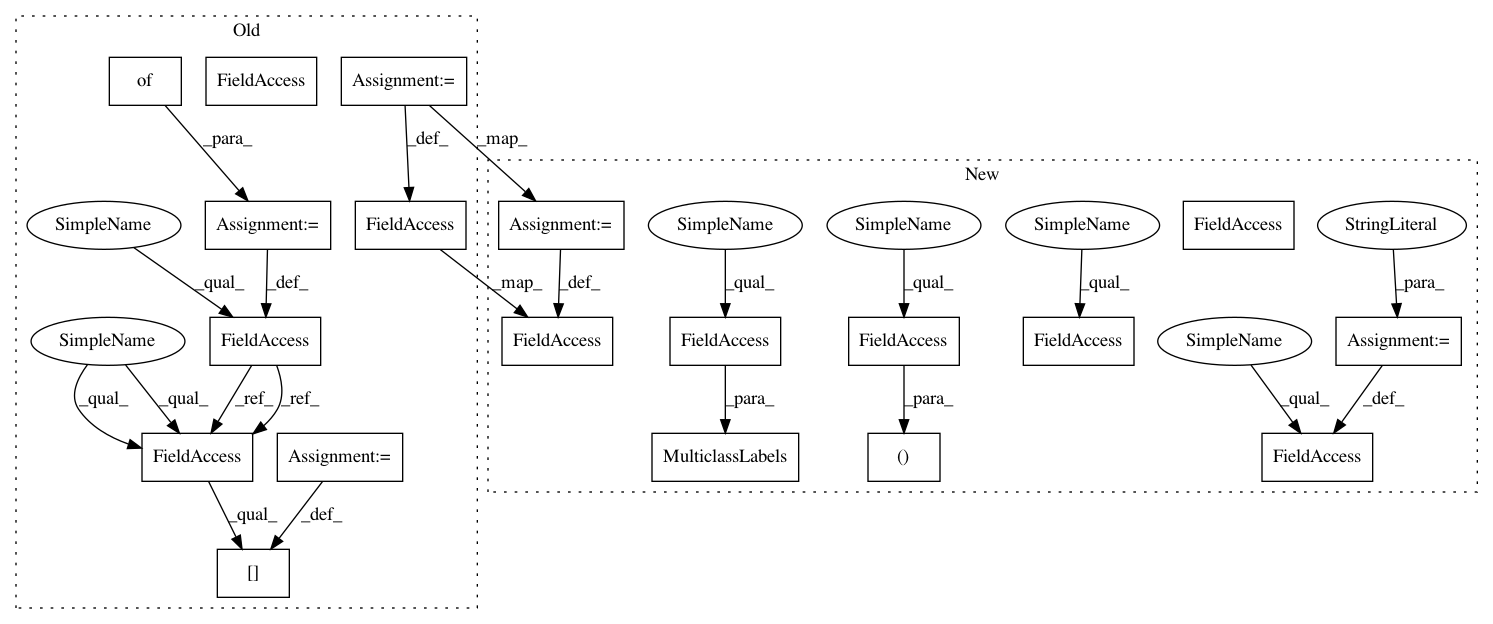 Old
of
FieldAccess
Assignment:=
_para_
_def_
_map_
New
SimpleName
Assignment:=
FieldAccess
Assignment:=
SimpleName
SimpleName
SimpleName
FieldAccess
StringLiteral
_qual_
_def_
_map_
_def_
_qual_
_qual_
_qual_
_para_
SimpleName
FieldAccess
FieldAccess
FieldAccess
FieldAccess
FieldAccess
SimpleName
Assignment:=
_qual_
_qual_
_ref_
_ref_
_para_
_para_
_qual_
_def_
FieldAccess
Assignment:=
MulticlassLabels
()
FieldAccess
_qual_
_def_
[]